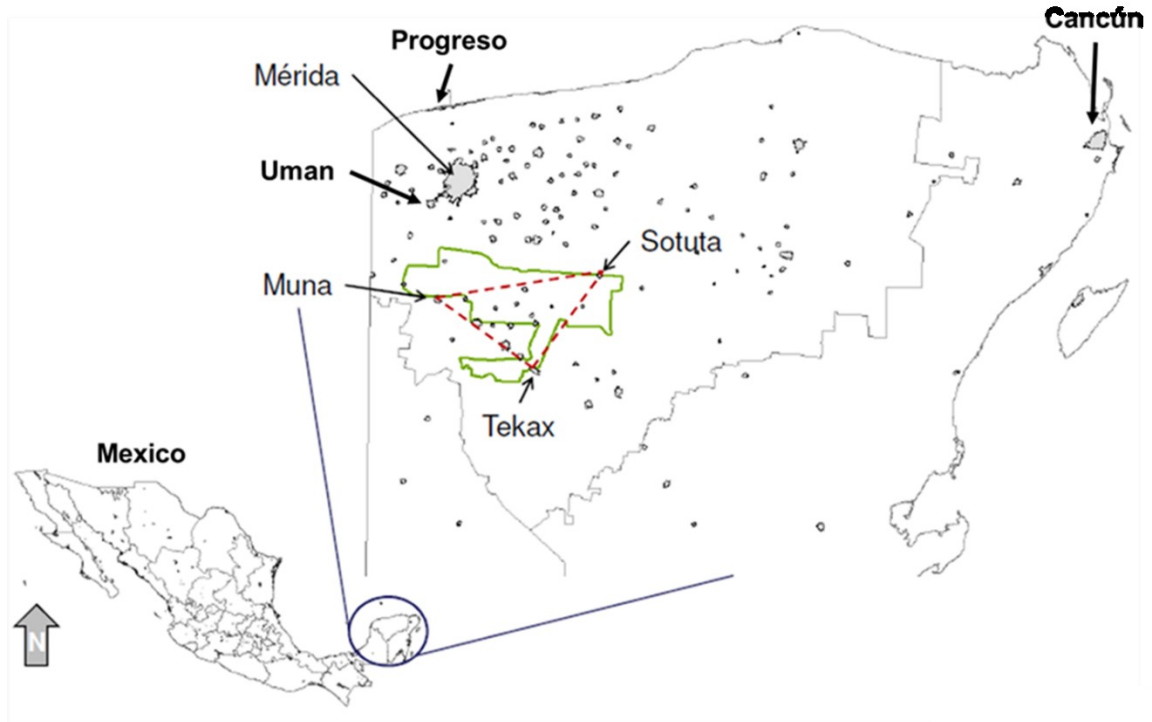 Cancún
Progreso
Mérida
Uman
Sotuta
Muna
Tekax
Mexico
N